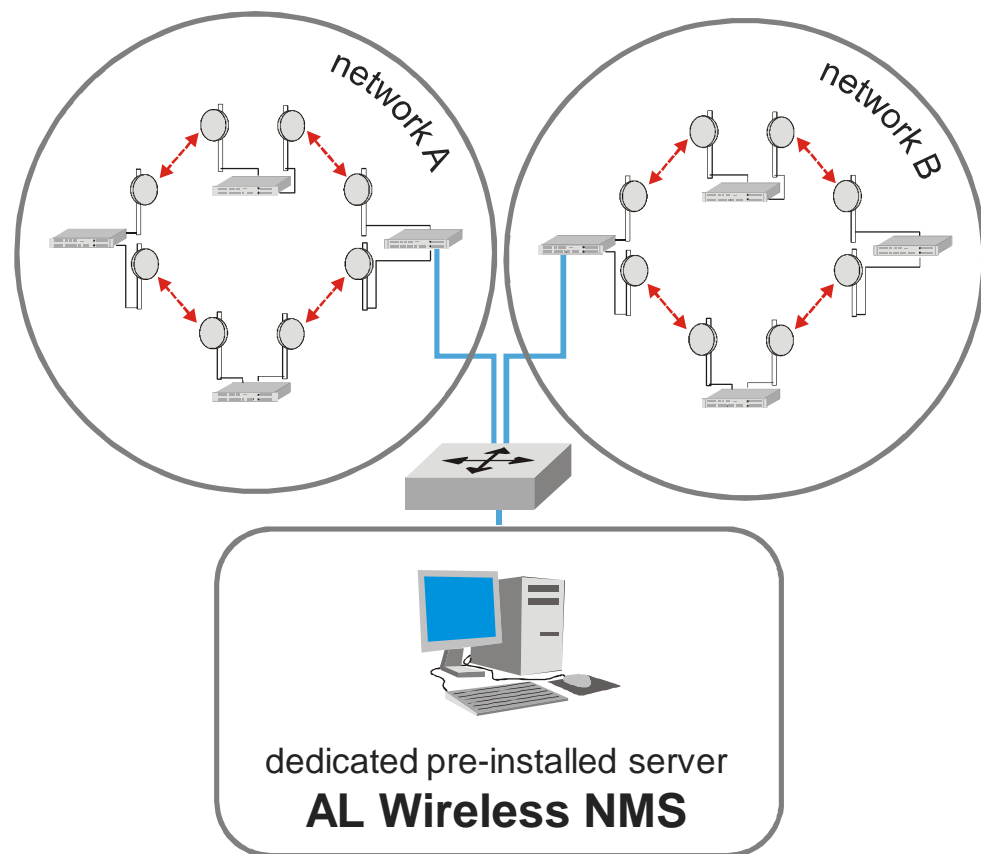 network A
network B
dedicated pre-installed server
AL Wireless NMS